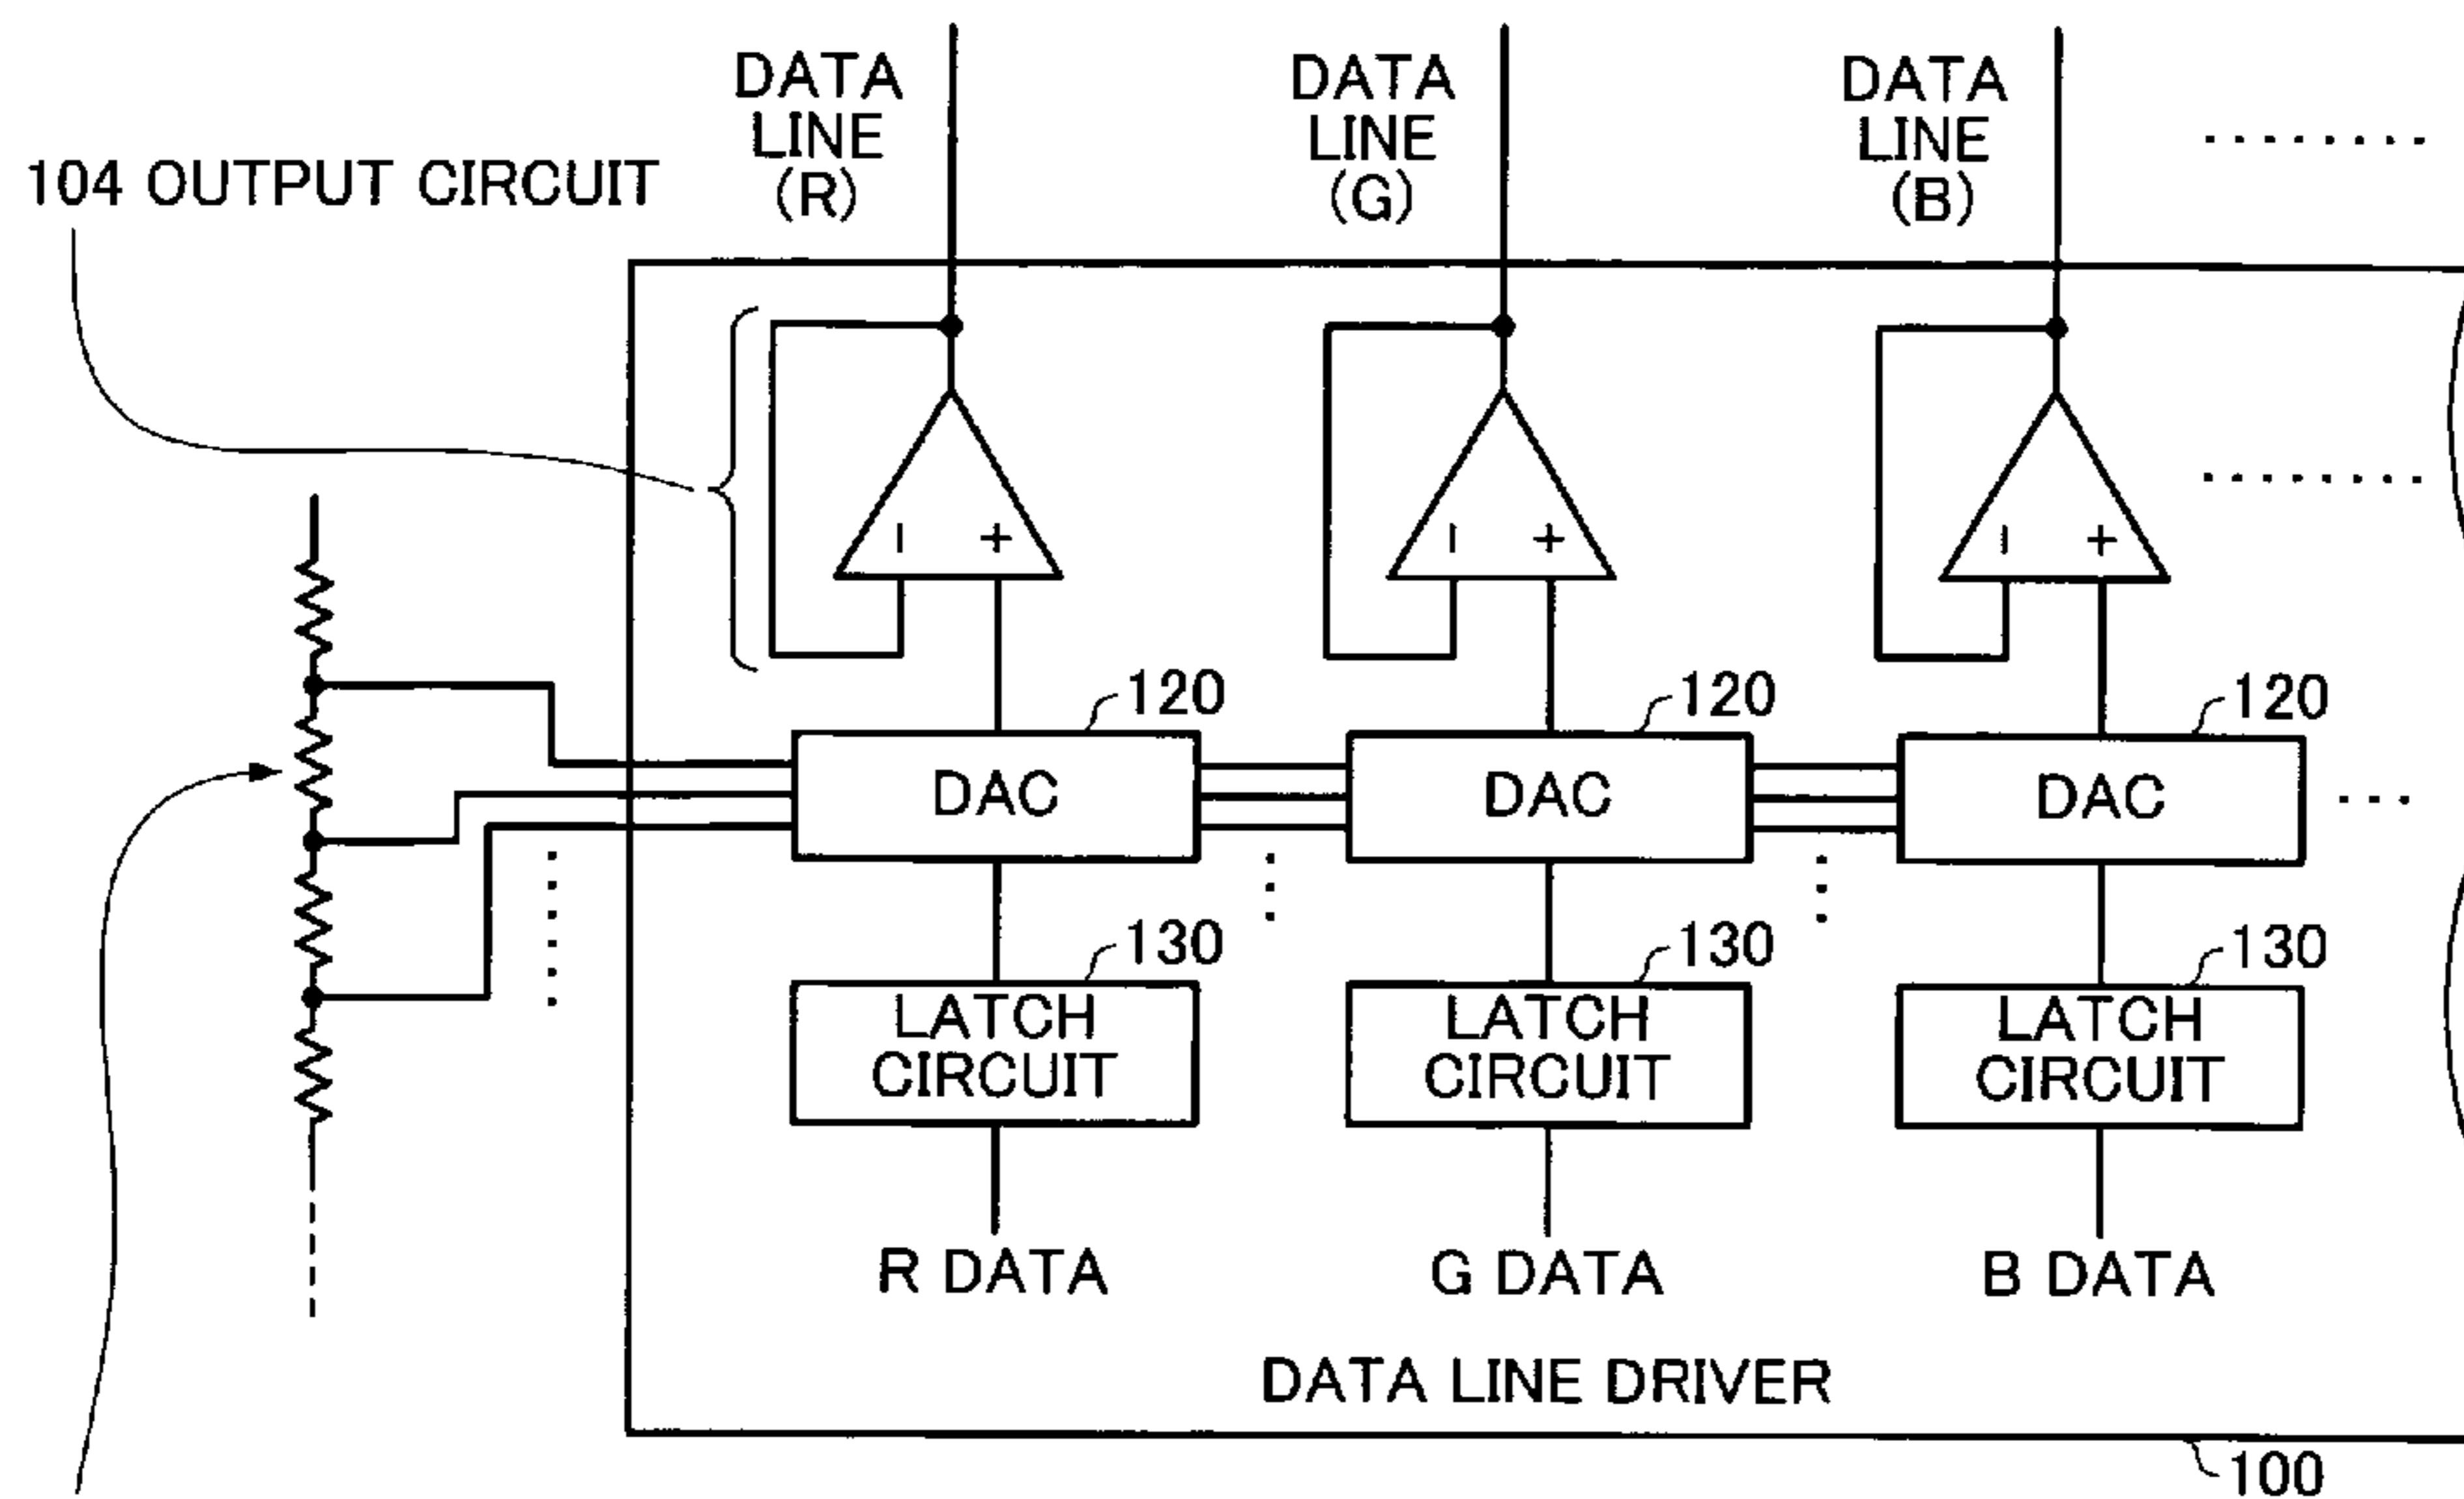 DATA
LINE
(R)
DATA
LINE
(G)
DATA
LINE
(B)
104 OUTPUT CIRCUIT
- +
- +
- +
120
120
120
DAC
DAC
DAC
130
130
130
LATCH
CIRCUIT
LATCH
CIRCUIT
LATCH
CIRCUIT
R DATA
G DATA
B DATA
DATA LINE DRIVER
100